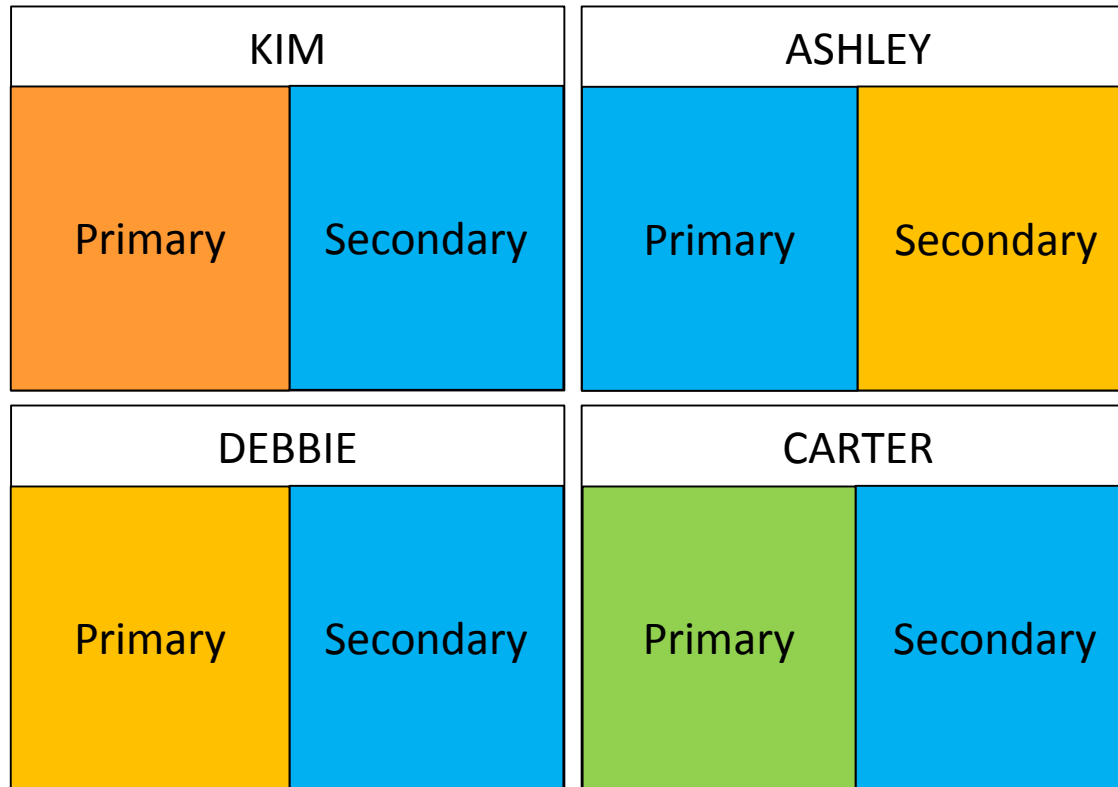 KIM
ASHLEY
Primary
Secondary
Primary
Secondary
DEBBIE
CARTER
Primary
Secondary
Primary
Secondary